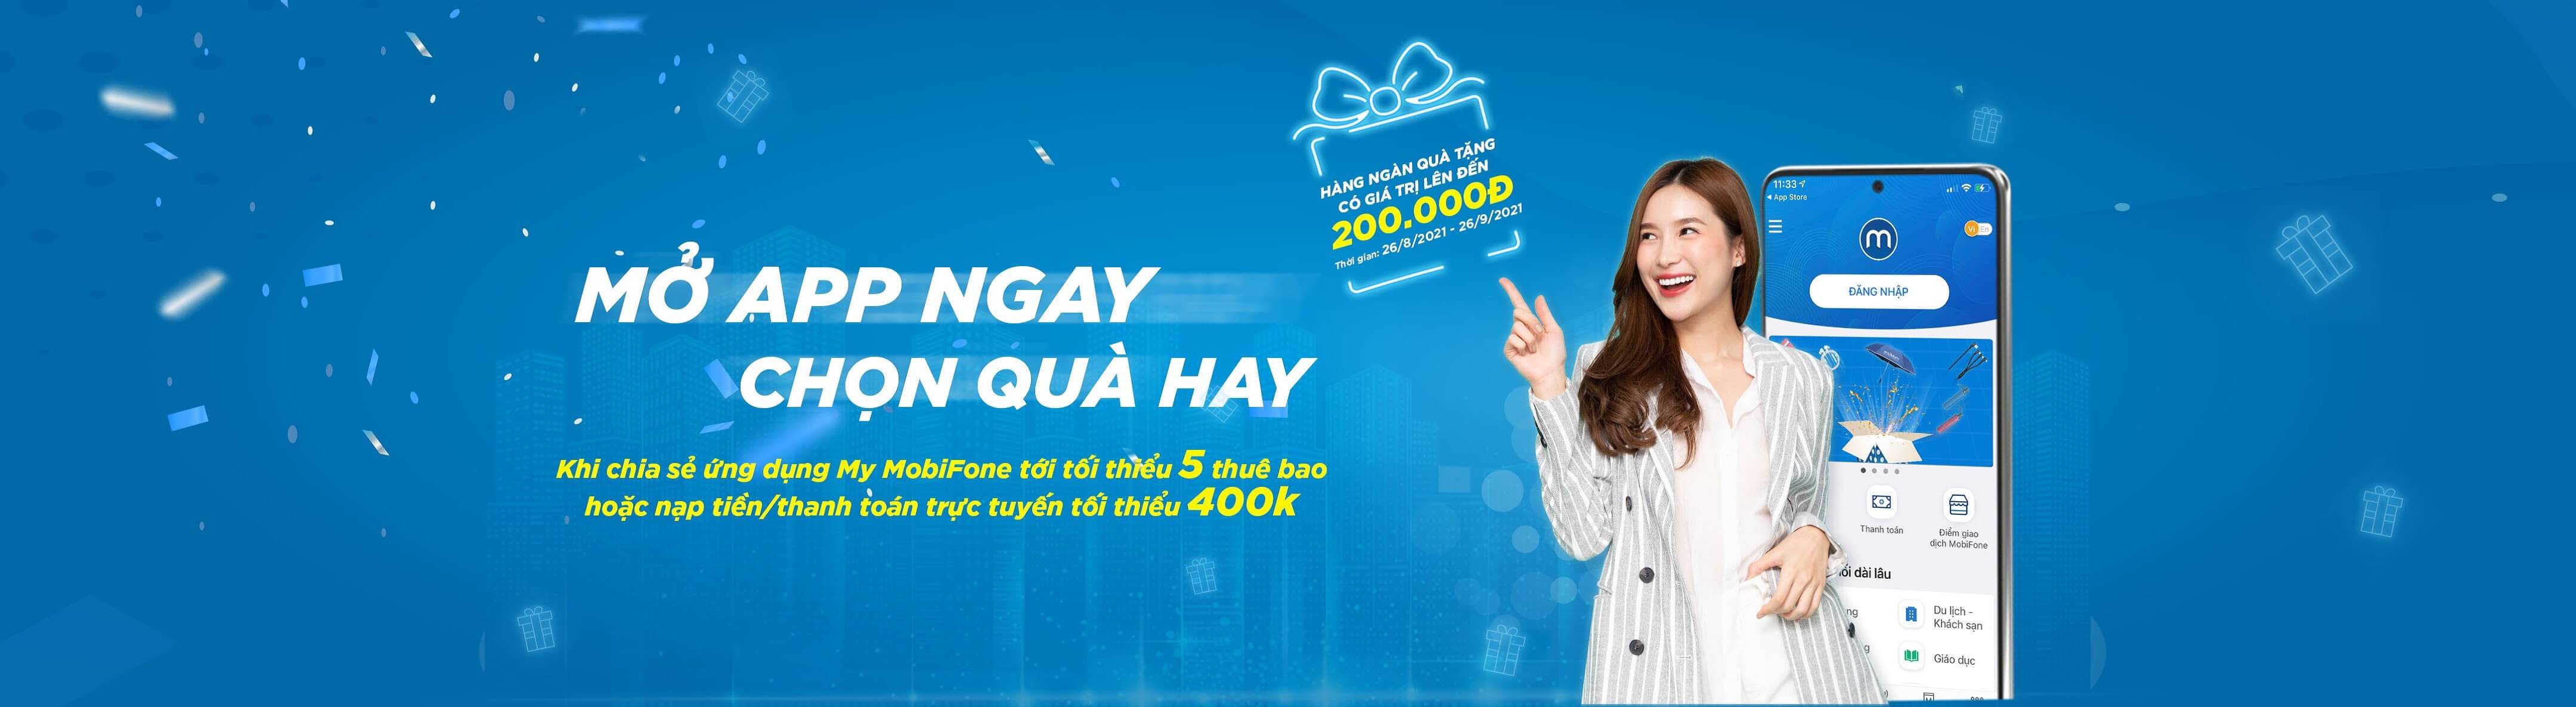 HÀNG NGÀN QUÀ TẶNG
CÓ GIÁ TRỊ LÊN ĐẾN
200.000Đ
Thời gian: 26/8/2021 - 26/9/2021
MỞ APP NGAY
CHỌN QUÀ HAY
Khi chia sẻ ứng dụng My MobiFone tới tối thiểu 5 thuê bao
hoặc nạp tiền/thanh toán trực tuyến tối thiểu 400k
11:33
App Store
m
Vi En
ĐĂNG NHẬP
Thanh toán
Điểm giao
dịch MobiFone
ối dài lâu
ng
Du lịch -
Khách sạn
g
Giáo dục